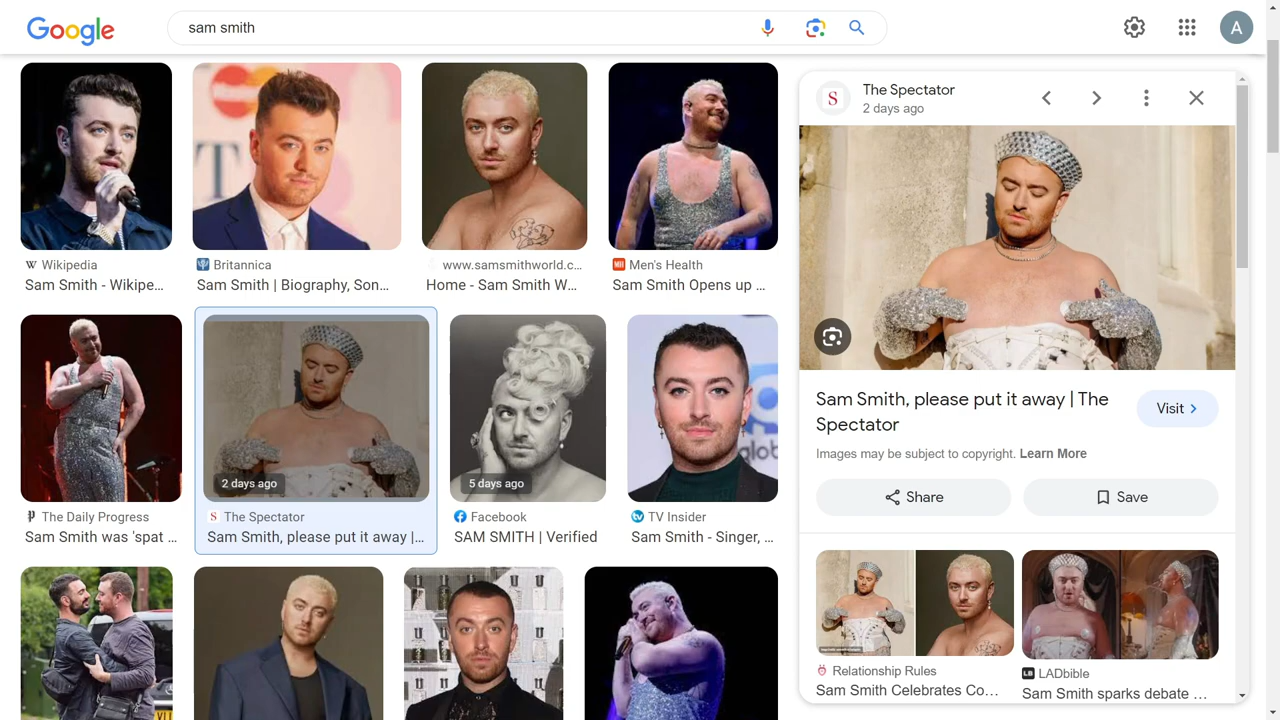 Google
sam smith
A
The Spectator
2 days ago
Wikipedia
Sam Smith - Wikipe...
Britannica
Sam Smith | Biography, Son...
www.samsmithworld.c...
Home - Sam Smith W...
Men's Health
Sam Smith Opens up ...
2 days ago
5 days ago
The Daily Progress
Sam Smith was 'spat ...
S The Spectator
Sam Smith, please put it away |...
Facebook
SAM SMITH | Verified
TV Insider
Sam Smith - Singer, ...
S
Sam Smith, please put it away | The
Spectator
Visit
Images may be subject to copyright. Learn More
Share
Save
Relationship Rules
Sam Smith Celebrates Co...
LADbible
Sam Smith sparks debate ...